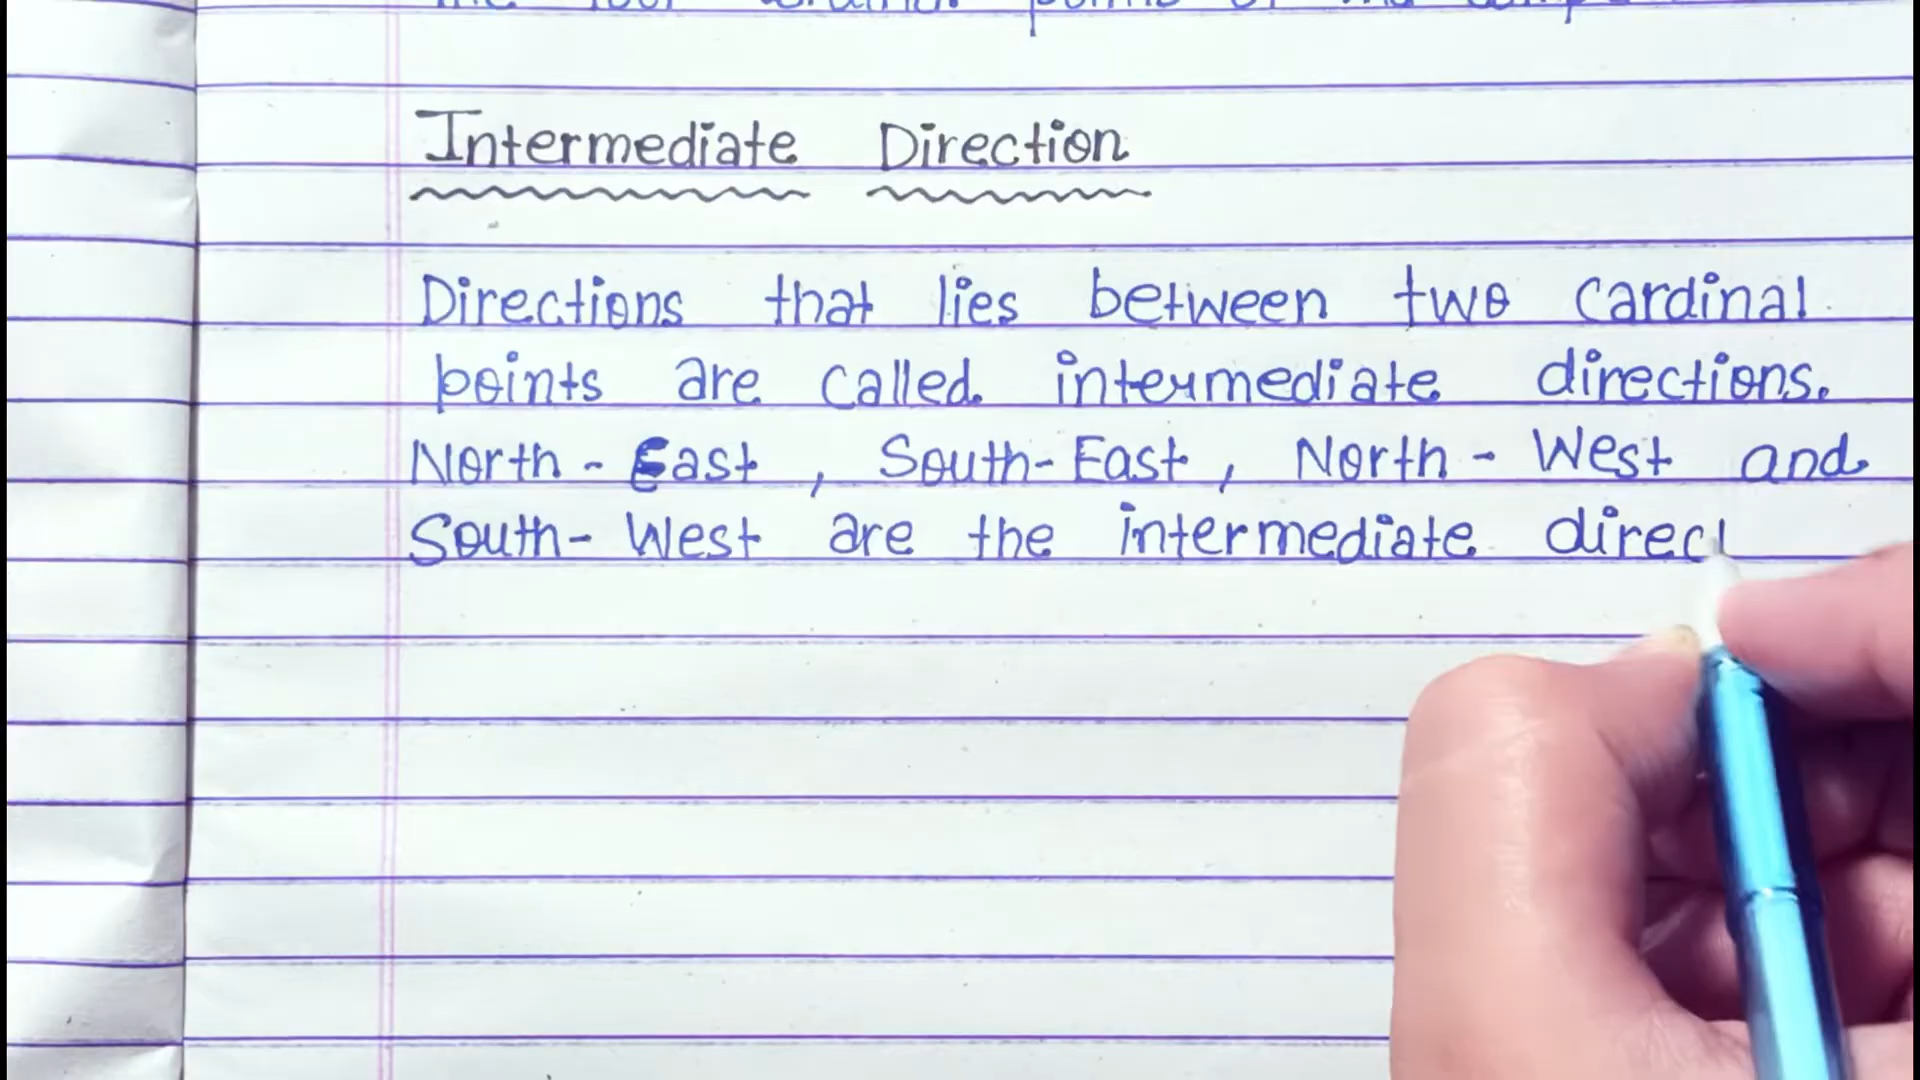 Intermediate Direction
Directions that lies between two cardinal
points are called intermediate directions.
North - East , South-East , North - West and
South- West are the intermediate direc